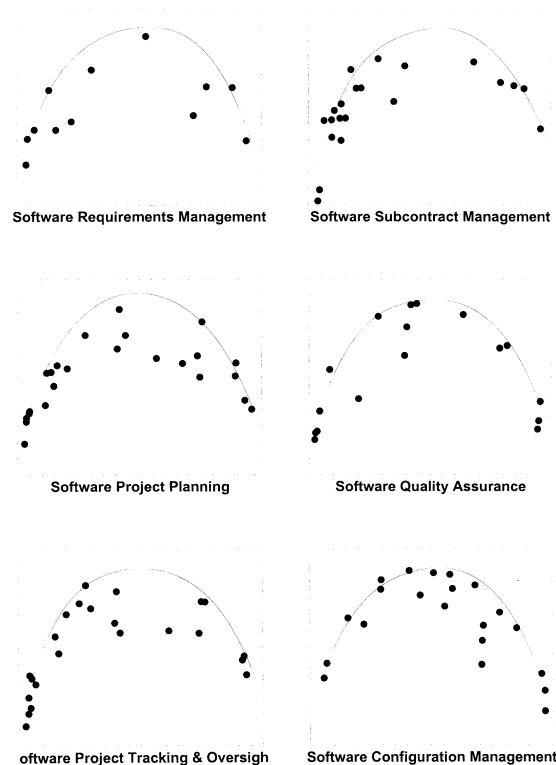 Software Requirements Management
Software Subcontract Management
Software Project Planning
Software Quality Assurance
oftware Project Tracking & Oversigh
Software Configuration Management